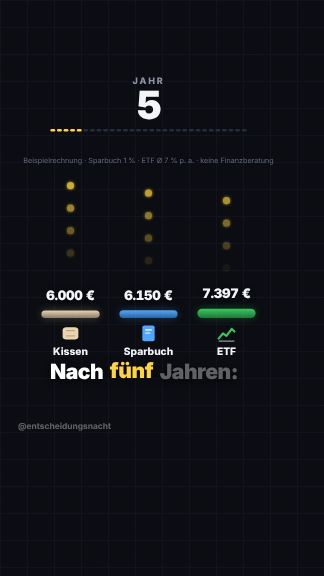 JAHR
5
Beispielrechnung · Sparbuch 1 % · ETF Ø 7 % p. a. · keine Finanzberatung
6.000 € 6.150 € 7.397 €
Kissen Sparbuch ETF
Nach fünf Jahren:
@entscheidungsnacht